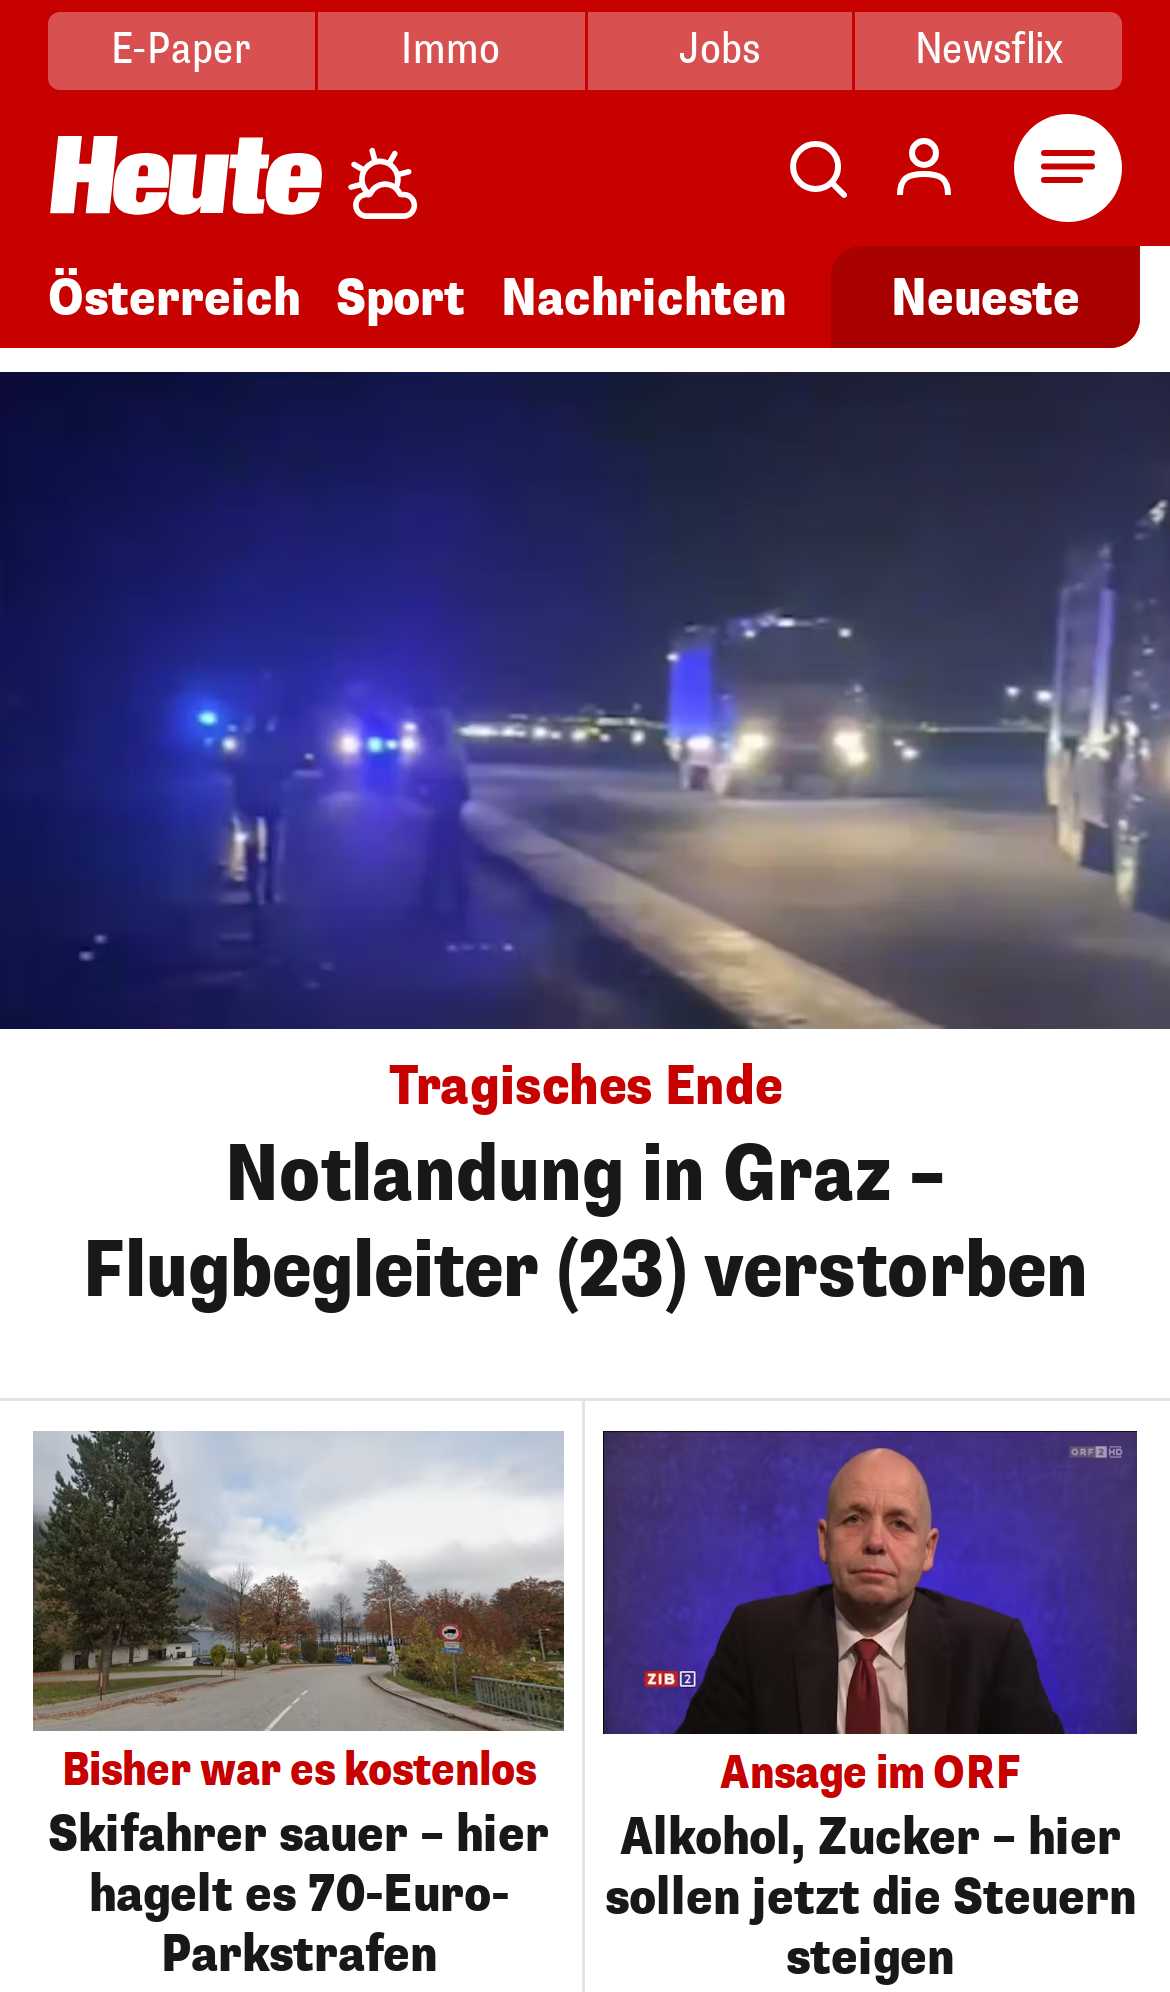 E-Paper
Immo
Jobs
Newsflix
Heute
Österreich
Sport
Nachrichten
Neueste
Tragisches Ende
Notlandung in Graz –
Flugbegleiter (23) verstorben
Bisher war es kostenlos
Skifahrer sauer – hier
hagelt es 70-Euro-
Parkstrafen
ORF 2 HD
ZIB 2
Ansage im ORF
Alkohol, Zucker – hier
sollen jetzt die Steuern
steigen